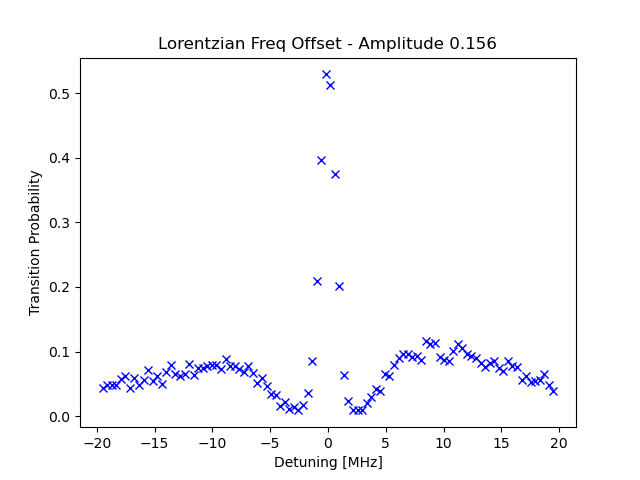 Lorentzian Freq Offset - Amplitude 0.156
Transition Probability
0.5
0.4
0.3
0.2
0.1
0.0
−20 −15 −10 −5 0 5 10 15 20
Detuning [MHz]